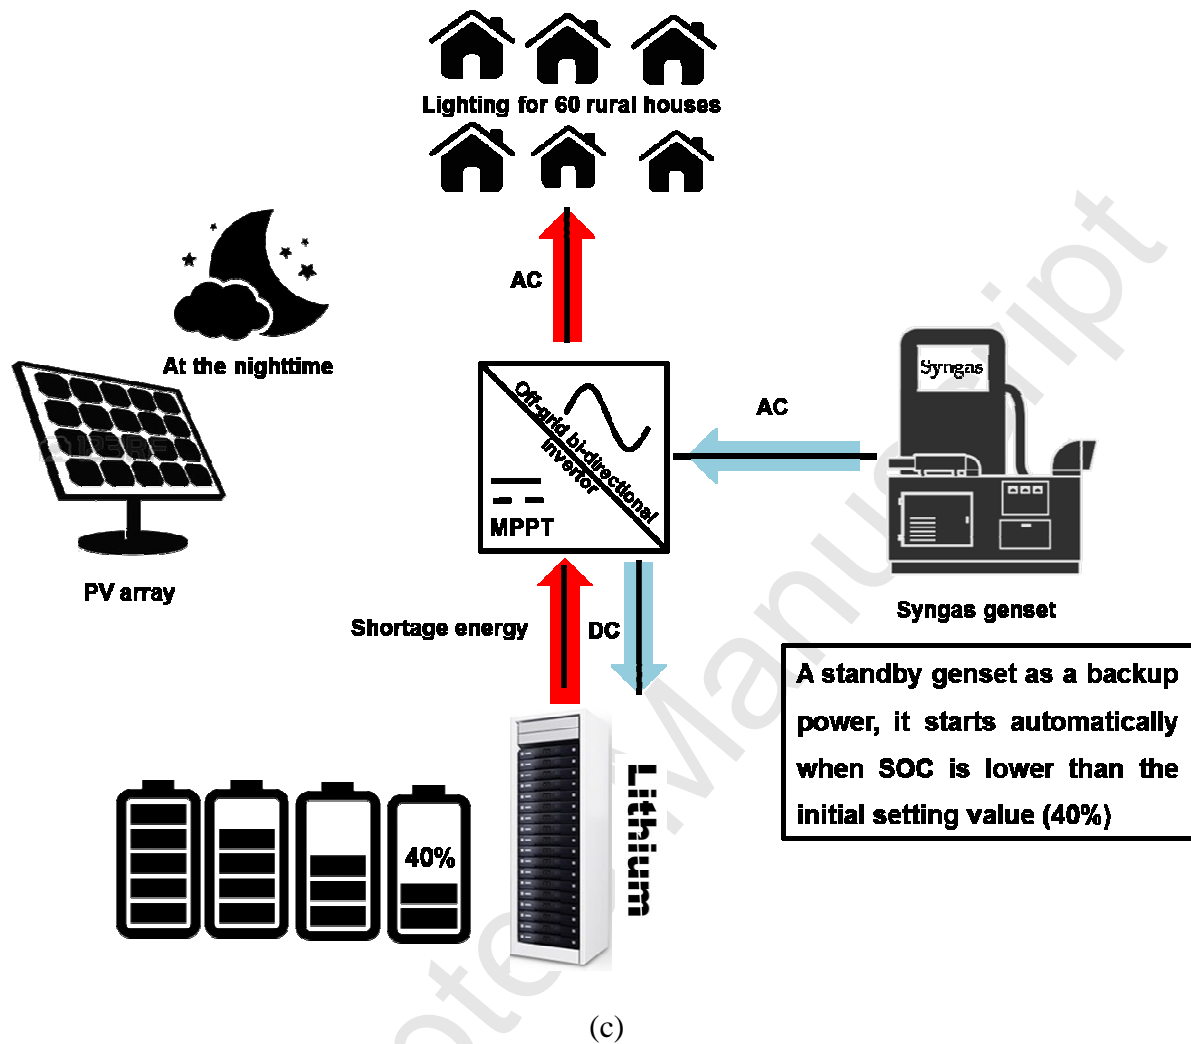 Lighting for 60 rural houses
AC
At the nighttime
Syngas
AC
Off-grid bi-directional
invertor
MPPT
PV array
Syngas genset
Shortage energy
DC
A standby genset as a backup
power, it starts automatically
when SOC is lower than the
initial setting value (40%)
Lithium
40%
(c)